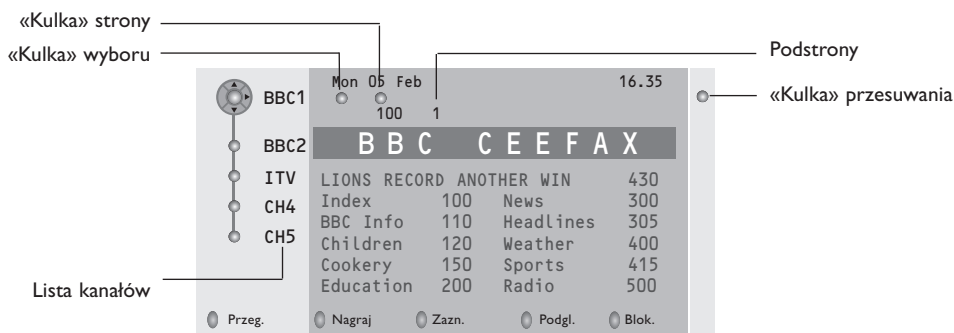 «Kulka» strony
«Kulka» wyboru
Podstrony
Mon 05 Feb 16.35
BBC1
«Kulka» przesuwania
100 1
BBC2
BBC CEEFAX
ITV
LIONS RECORD ANOTHER WIN 430
CH4
Index 100 News 300
BBC Info 110 Headlines 305
CH5
Children 120 Weather 400
Cookery 150 Sports 415
Lista kanałów
Education 200 Radio 500
Przeg. Nagraj Zazn. Podgl. Blok.